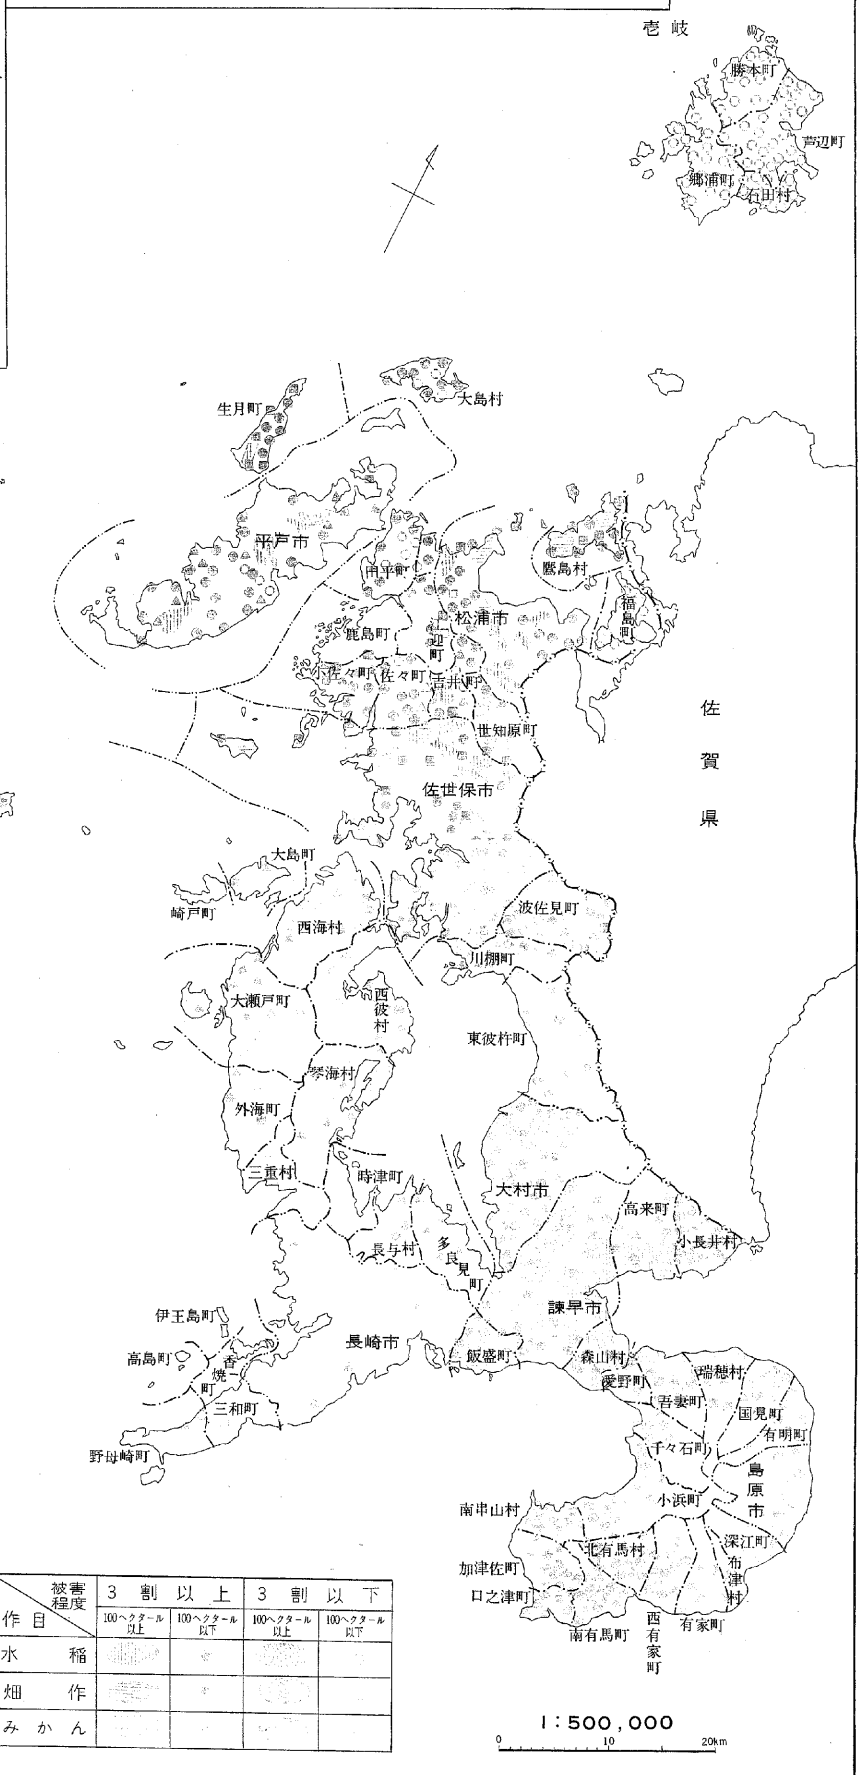 壱岐
勝本町
芦辺町
郷浦町
石田村
生月町
大島村
平戸市
田平町
鷹島村
福島町
松浦市
江迎町
鹿島町
小佐々町
佐々町
吉井町
世知原町
佐賀県
佐世保市
大島町
崎戸町
西海村
波佐見町
川棚町
大瀬戸町
西彼村
東彼杵町
琴海村
外海町
三重村
時津町
大村市
高来町
小長井村
長与村
多良見町
諫早市
伊王島町
長崎市
高島町
香焼町
飯盛町
森山村
愛野町
瑞穂村
吾妻町
国見町
有明町
三和町
千々石町
野母崎町
島原市
小浜町
南串山村
深江町
北有馬村
布津村
加津佐町
口之津町
有家町
南有馬町
西有家町
被害程度
作目
3割以上
3割以下
100ヘクタール以上
100ヘクタール以下
100ヘクタール以上
100ヘクタール以下
水稲
畑作
みかん
1:500,000
0 10 20km